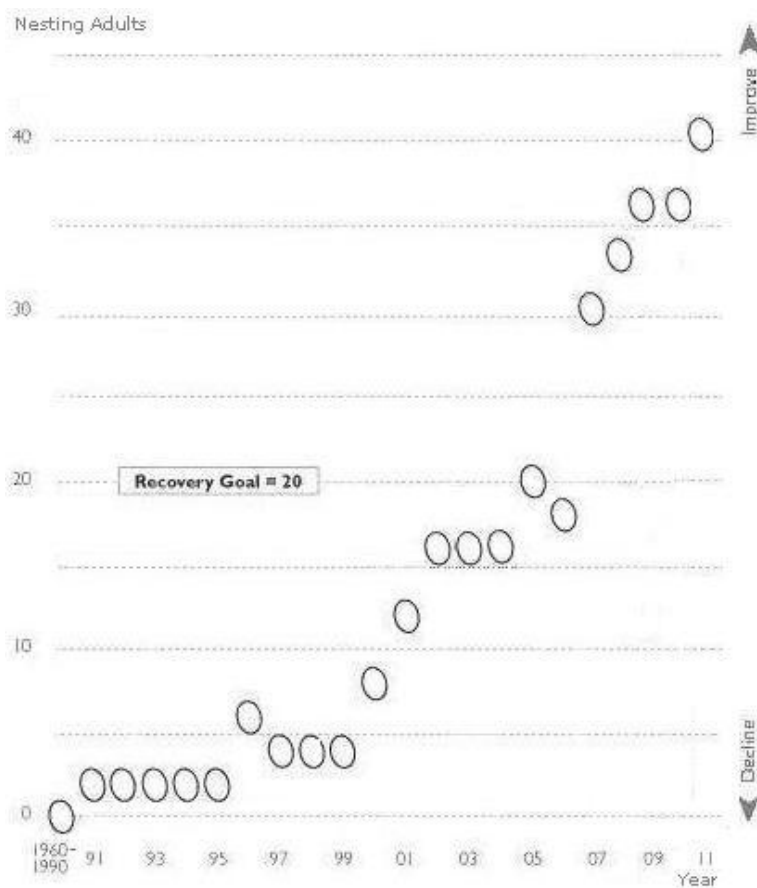 Nesting Adults
Improve
40
30
20
Recovery Goal = 20
10
Decline
0
1960-
1990 91 93 95 97 99 01 03 05 07 09 11
Year